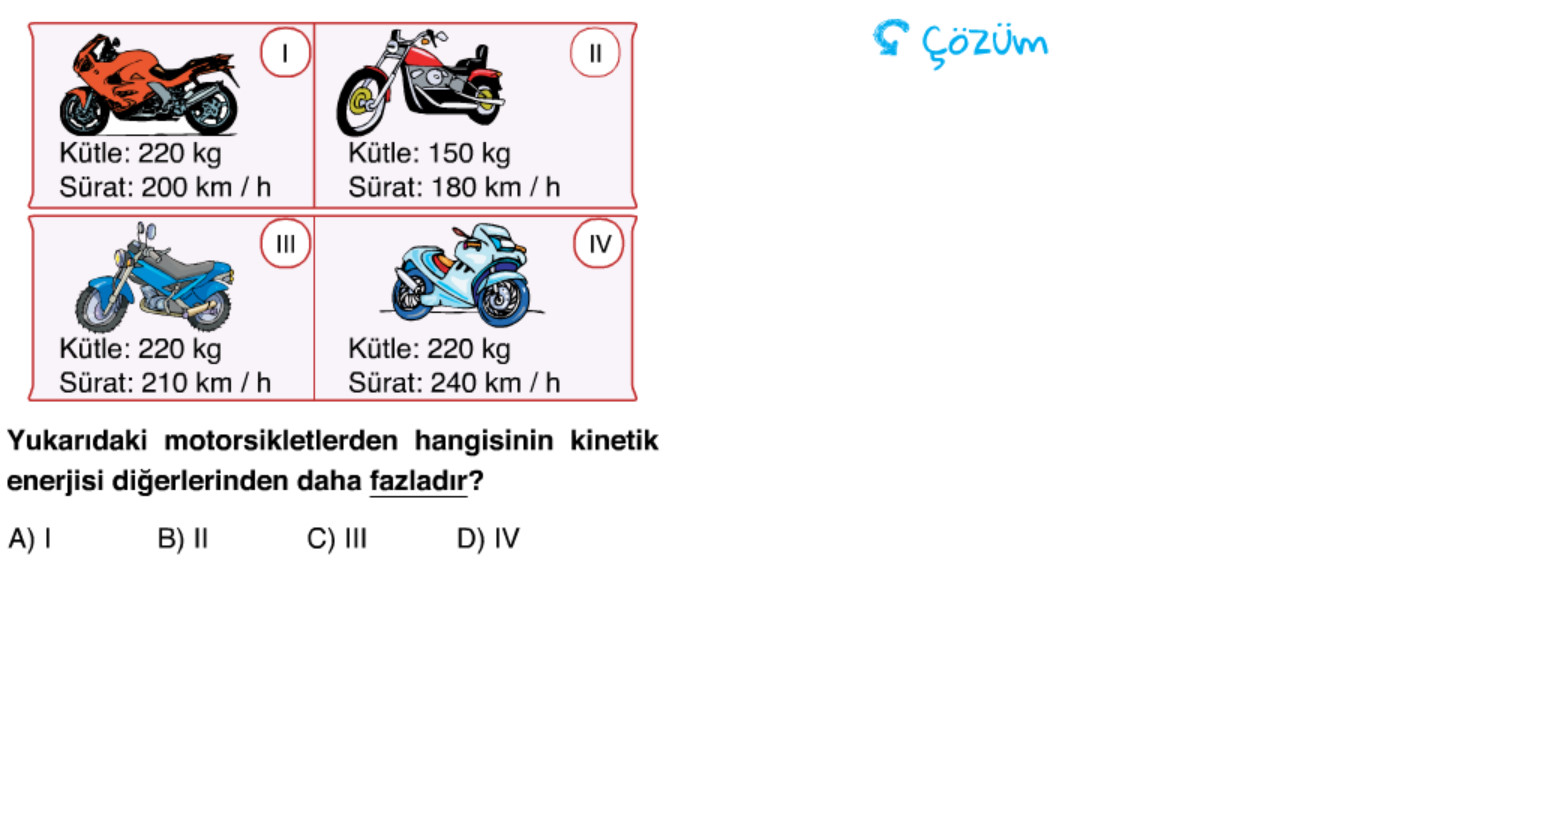 I
Kütle: 220 kg
Sürat: 200 km / h
II
Kütle: 150 kg
Sürat: 180 km / h
III
Kütle: 220 kg
Sürat: 210 km / h
IV
Kütle: 220 kg
Sürat: 240 km / h
Yukarıdaki motorsikletlerden hangisinin kinetik
enerjisi diğerlerinden daha fazladır?
A) I B) II C) III D) IV
Çözüm